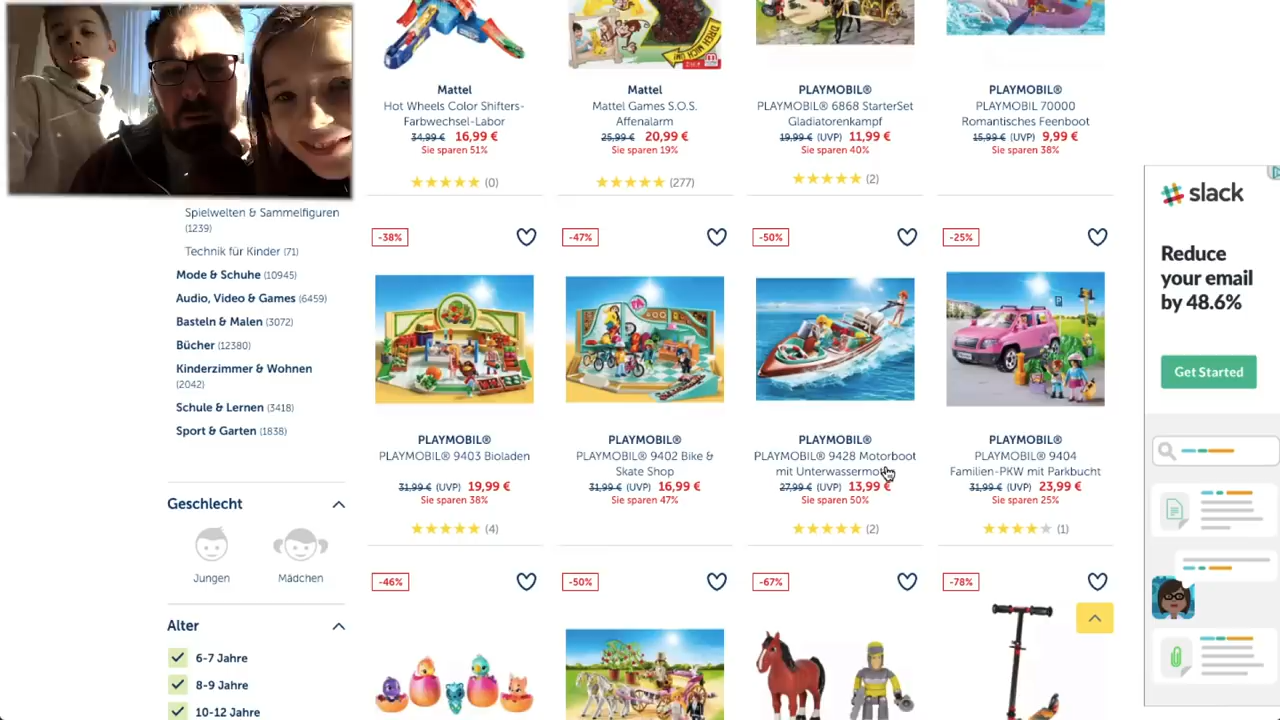 Mattel
Hot Wheels Color Shifters-
Farbwechsel-Labor
34,99 € 16,99 €
Sie sparen 51%
(0)
Mattel
Mattel Games S.O.S.
Affenalarm
25,99 € 20,99 €
Sie sparen 19%
(277)
PLAYMOBIL®
PLAYMOBIL® 6868 StarterSet
Gladiatorenkampf
19,99 € (UVP) 11,99 €
Sie sparen 40%
(2)
PLAYMOBIL®
PLAYMOBIL 70000
Romantisches Feenboot
15,99 € (UVP) 9,99 €
Sie sparen 38%
Spielwelten & Sammelfiguren
(1239)
Technik für Kinder (71)
Mode & Schuhe (10945)
Audio, Video & Games (6459)
Basteln & Malen (3072)
Bücher (12380)
Kinderzimmer & Wohnen
(2042)
Schule & Lernen (3418)
Sport & Garten (1838)
Geschlecht
Jungen
Mädchen
Alter
6-7 Jahre
8-9 Jahre
10-12 Jahre
-38%
PLAYMOBIL®
PLAYMOBIL® 9403 Bioladen
31,99 € (UVP) 19,99 €
Sie sparen 38%
(4)
-47%
PLAYMOBIL®
PLAYMOBIL® 9402 Bike &
Skate Shop
31,99 € (UVP) 16,99 €
Sie sparen 47%
-50%
PLAYMOBIL®
PLAYMOBIL® 9428 Motorboot
mit Unterwassermot
27,99 € (UVP) 13,99 €
Sie sparen 50%
(2)
-25%
PLAYMOBIL®
PLAYMOBIL® 9404
Familien-PKW mit Parkbucht
31,99 € (UVP) 23,99 €
Sie sparen 25%
(1)
-46%
-50%
-67%
-78%
slack
Reduce
your email
by 48.6%
Get Started